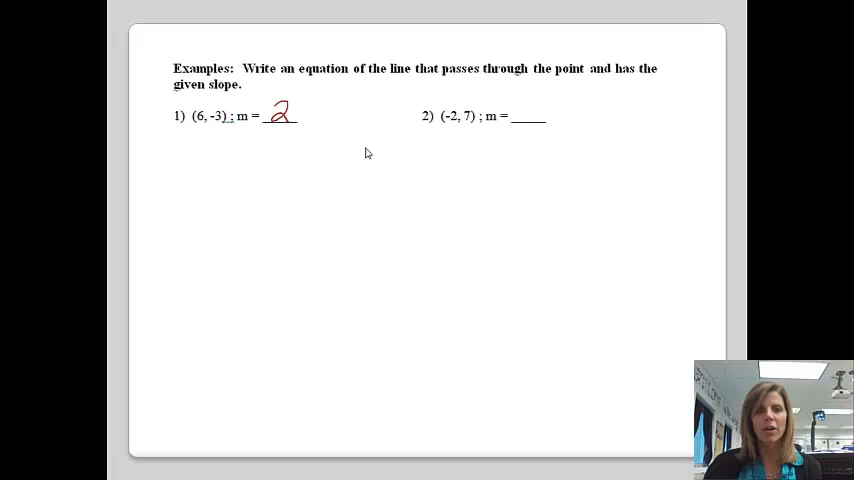 Examples: Write an equation of the line that passes through the point and has the
given slope.
1) (6, -3) ; m = 2
2) (-2, 7) ; m = _____